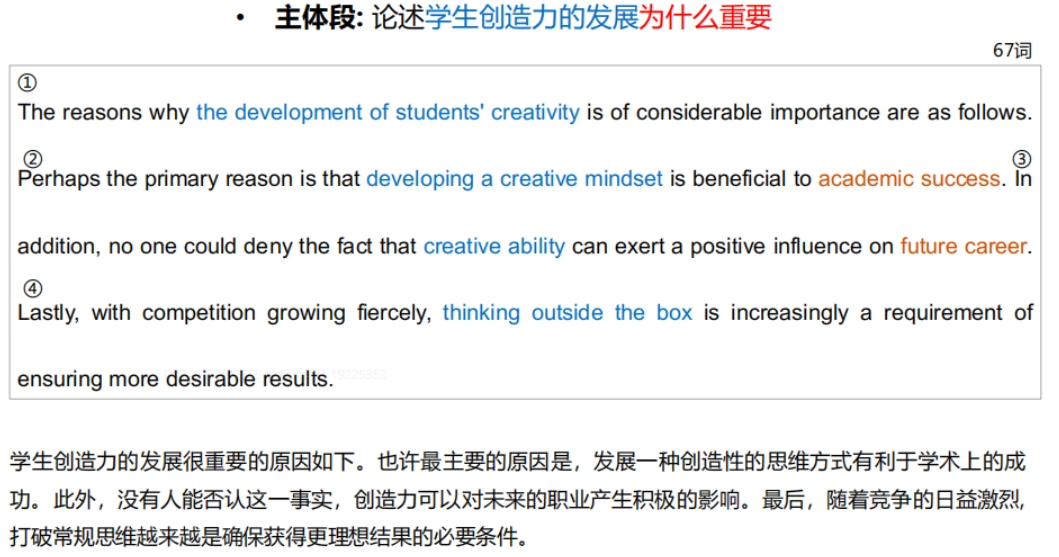 • 主体段: 论述学生创造力的发展为什么重要
67词
①
The reasons why the development of students' creativity is of considerable importance are as follows.
② ③
Perhaps the primary reason is that developing a creative mindset is beneficial to academic success. In
addition, no one could deny the fact that creative ability can exert a positive influence on future career.
④
Lastly, with competition growing fiercely, thinking outside the box is increasingly a requirement of
ensuring more desirable results.
学生创造力的发展很重要的原因如下。也许最主要的原因是，发展一种创造性的思维方式有利于学术上的成
功。此外，没有人能否认这一事实，创造力可以对未来的职业产生积极的影响。最后，随着竞争的日益激烈,
打破常规思维越来越是确保获得更理想结果的必要条件。